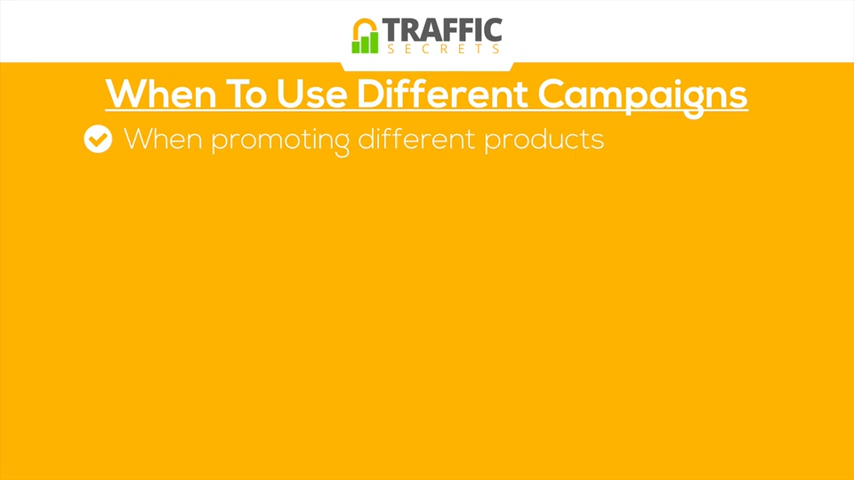 TRAFFIC
SECRETS
When To Use Different Campaigns
When promoting different products